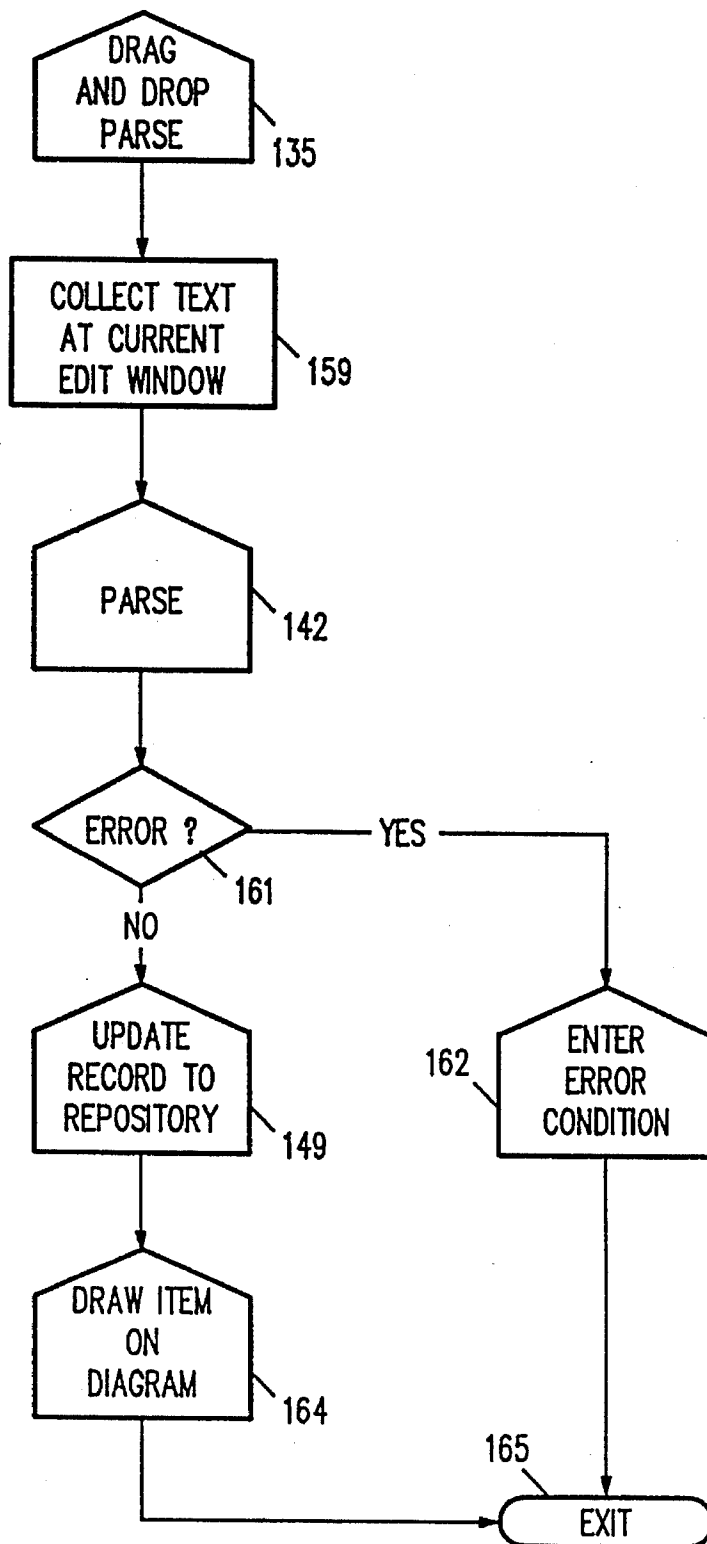 DRAG
AND DROP
PARSE
135
COLLECT TEXT
AT CURRENT
EDIT WINDOW
159
PARSE
142
ERROR ?
161
YES
NO
UPDATE
RECORD TO
REPOSITORY
149
162
ENTER
ERROR
CONDITION
DRAW ITEM
ON
DIAGRAM
164
165
EXIT